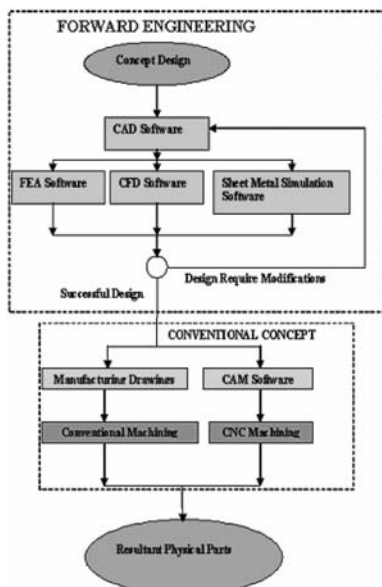 FORWARD ENGINEERING
Concept Design
CAD Software
FEA Software
CFD Software
Sheet Metal Simulation
Software
Design Require Modifications
Successful Design
CONVENTIONAL CONCEPT
Manufacturing Drawings
CAM Software
Conventional Machining
CNC Machining
Resultant Physical Parts